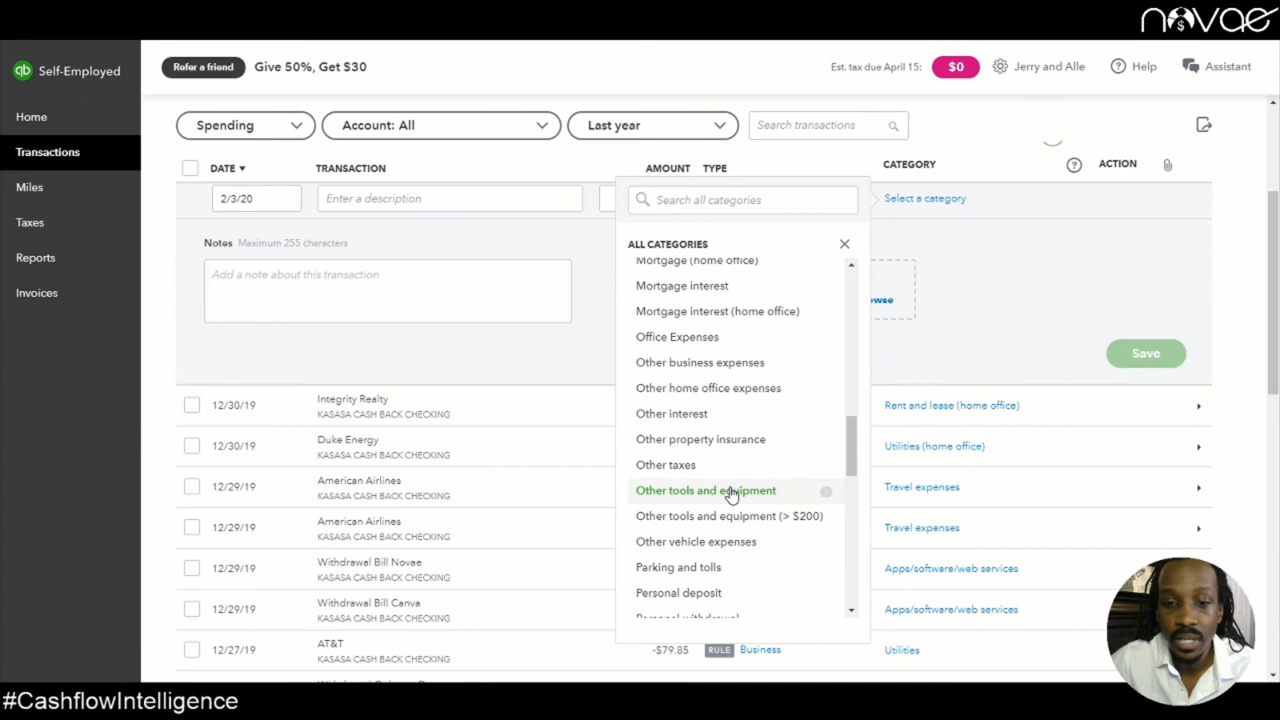 novae
qb Self-Employed
Refer a friend Give 50%, Get $30
Est. tax due April 15: $0 Jerry and Alle Help Assistant
Home
Transactions
Miles
Taxes
Reports
Invoices
Spending Account: All Last year Search transactions
DATE TRANSACTION AMOUNT TYPE CATEGORY ? ACTION
2/3/20 Enter a description Select a category
Notes Maximum 255 characters
Add a note about this transaction
Search all categories
ALL CATEGORIES
Mortgage (home office)
Mortgage interest
Mortgage interest (home office)
Office Expenses
Other business expenses
Other home office expenses
Other interest
Other property insurance
Other taxes
Other tools and equipment
Other tools and equipment (> $200)
Other vehicle expenses
Parking and tolls
Personal deposit
Personal withdrawal
Save
12/30/19 Integrity Realty Rent and lease (home office)
KASASA CASH BACK CHECKING
12/30/19 Duke Energy Utilities (home office)
KASASA CASH BACK CHECKING
12/29/19 American Airlines Travel expenses
KASASA CASH BACK CHECKING
12/29/19 American Airlines Travel expenses
KASASA CASH BACK CHECKING
12/29/19 Withdrawal Bill Novae Apps/software/web services
KASASA CASH BACK CHECKING
12/29/19 Withdrawal Bill Canva Apps/software/web services
KASASA CASH BACK CHECKING
12/27/19 AT&T -$79.85 RULE Business Utilities
KASASA CASH BACK CHECKING
#CashflowIntelligence